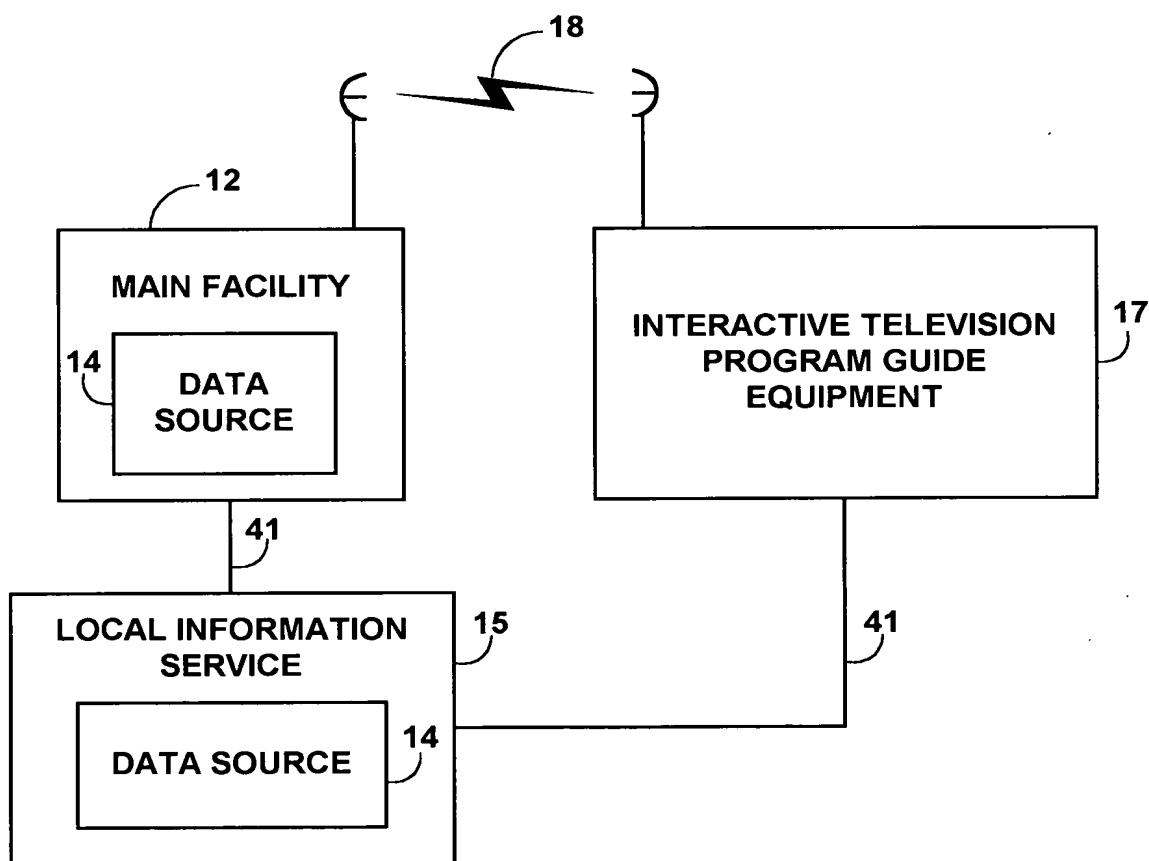 18
12
MAIN FACILITY
14
DATA
SOURCE
INTERACTIVE TELEVISION
PROGRAM GUIDE
EQUIPMENT
17
41
LOCAL INFORMATION
SERVICE
15
41
DATA SOURCE
14